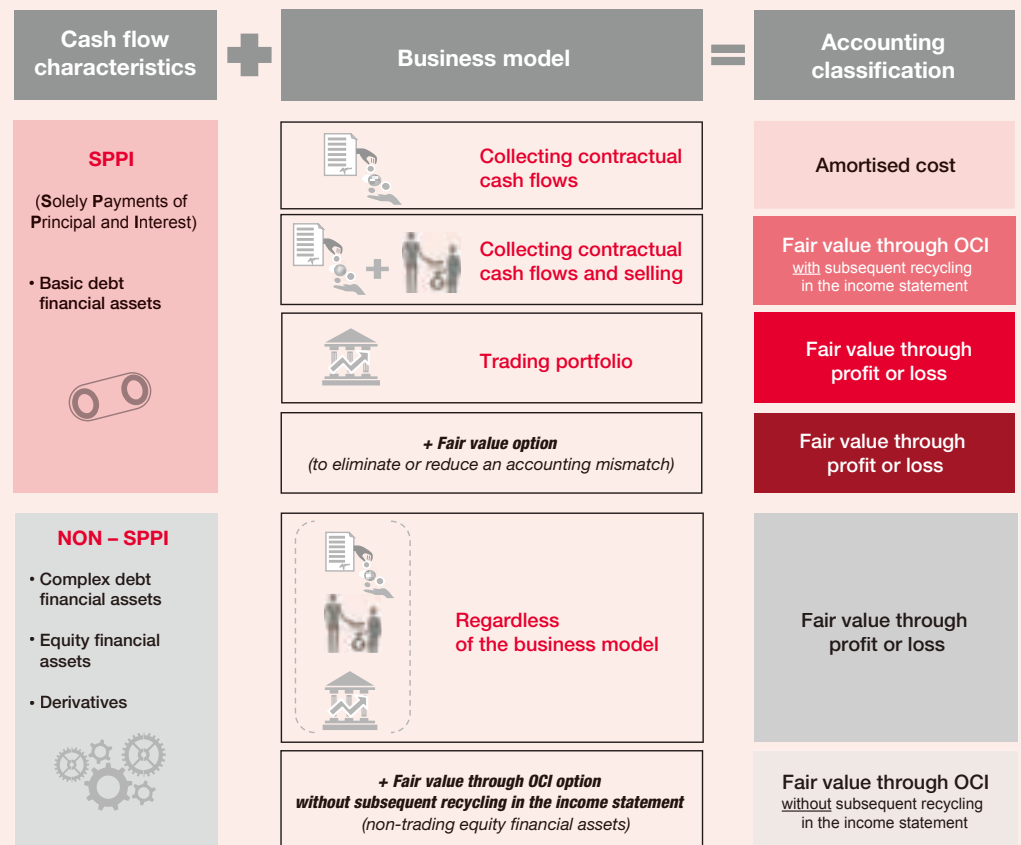 Cash flow
characteristics
+
Business model
=
Accounting
classification
SPPI
(Solely Payments of
Principal and Interest)
• Basic debt
financial assets
Collecting contractual
cash flows
Amortised cost
+
Collecting contractual
cash flows and selling
Fair value through OCI
with subsequent recycling
in the income statement
Trading portfolio
Fair value through
profit or loss
+ Fair value option
(to eliminate or reduce an accounting mismatch)
Fair value through
profit or loss
NON – SPPI
• Complex debt
financial assets
• Equity financial
assets
• Derivatives
Regardless
of the business model
Fair value through
profit or loss
+ Fair value through OCI option
without subsequent recycling in the income statement
(non-trading equity financial assets)
Fair value through OCI
without subsequent recycling
in the income statement